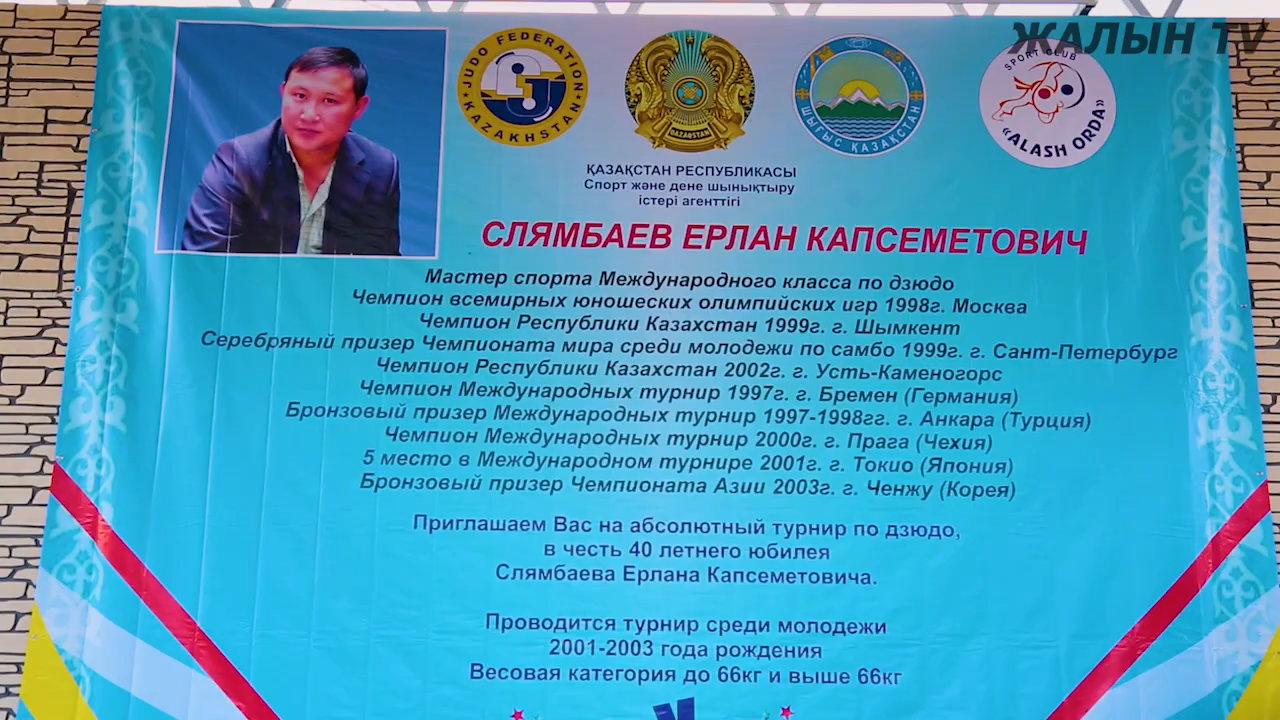 ЖАЛЫН TV
JUDO FEDERATION
KAZAKHSTAN
QAZAQSTAN
ШЫҒЫС ҚАЗАҚСТАН
SPORT CLUB
"ALASH ORDA"
ҚАЗАҚСТАН РЕСПУБЛИКАСЫ
Спорт және дене шынықтыру
істері агенттігі
СЛЯМБАЕВ ЕРЛАН КАПСЕМЕТОВИЧ
Мастер спорта Международного класса по дзюдо
Чемпион всемирных юношеских олимпийских игр 1998г. Москва
Чемпион Республики Казахстан 1999г. г. Шымкент
Серебряный призер Чемпионата мира среди молодежи по самбо 1999г. г. Сант-Петербург
Чемпион Республики Казахстан 2002г. г. Усть-Каменогорс
Чемпион Международных турнир 1997г. г. Бремен (Германия)
Бронзовый призер Международных турнир 1997-1998гг. г. Анкара (Турция)
Чемпион Международных турнир 2000г. г. Прага (Чехия)
5 место в Международном турнире 2001г. г. Токио (Япония)
Бронзовый призер Чемпионата Азии 2003г. г. Ченжу (Корея)
Приглашаем Вас на абсолютный турнир по дзюдо,
в честь 40 летнего юбилея
Слямбаева Ерлана Капсеметовича.
Проводится турнир среди молодежи
2001-2003 года рождения
Весовая категория до 66кг и выше 66кг